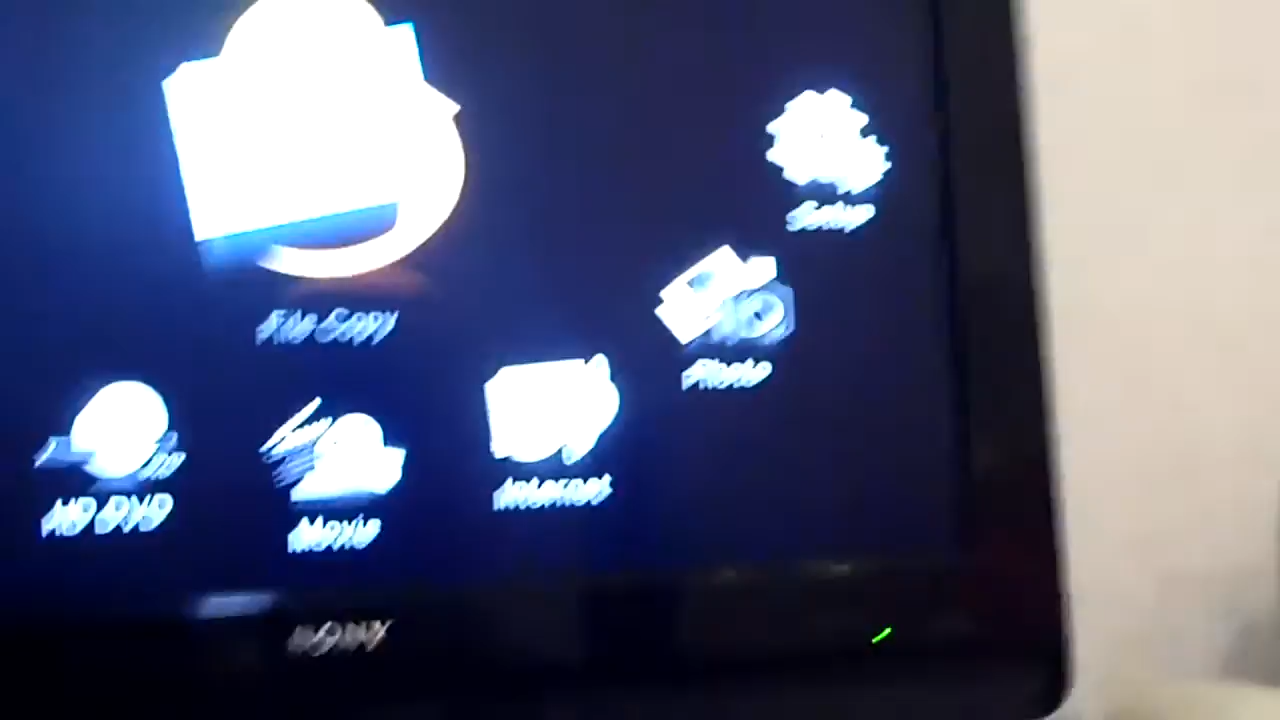 Setup
File Copy
Photo
Internet
HD DVD
Movie
SONY